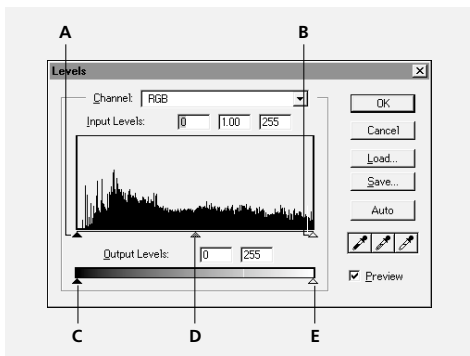 A B
Levels
Channel: RGB
OK
Input Levels: 0 1.00 255
Cancel
Load...
Save...
Auto
Output Levels: 0 255
Preview
C D E